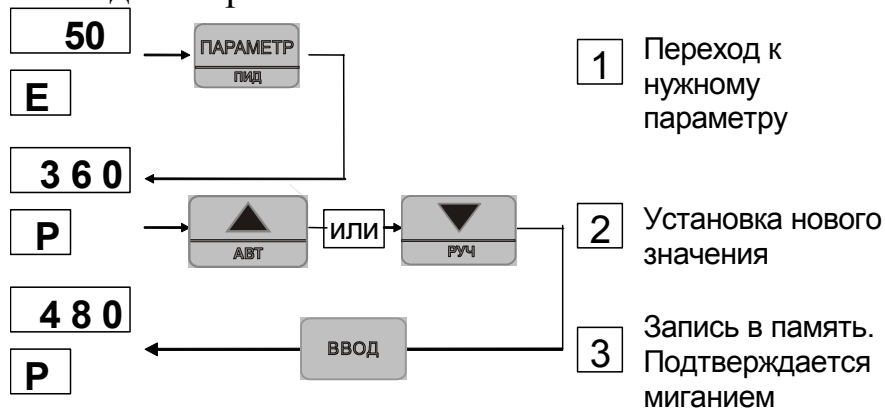 50
ПАРАМЕТР
ПИД
1
Переход к
нужному
параметру
E
360
P
АВТ
ИЛИ
РУЧ
2
Установка нового
значения
480
P
ВВОД
3
Запись в память.
Подтверждается
миганием